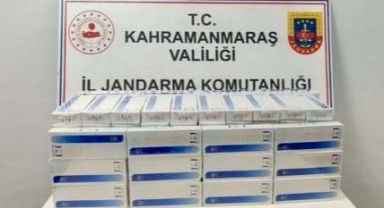 T.C.
KAHRAMANMARAŞ
VALİLİĞİ
İL JANDARMA KOMUTANLIĞI